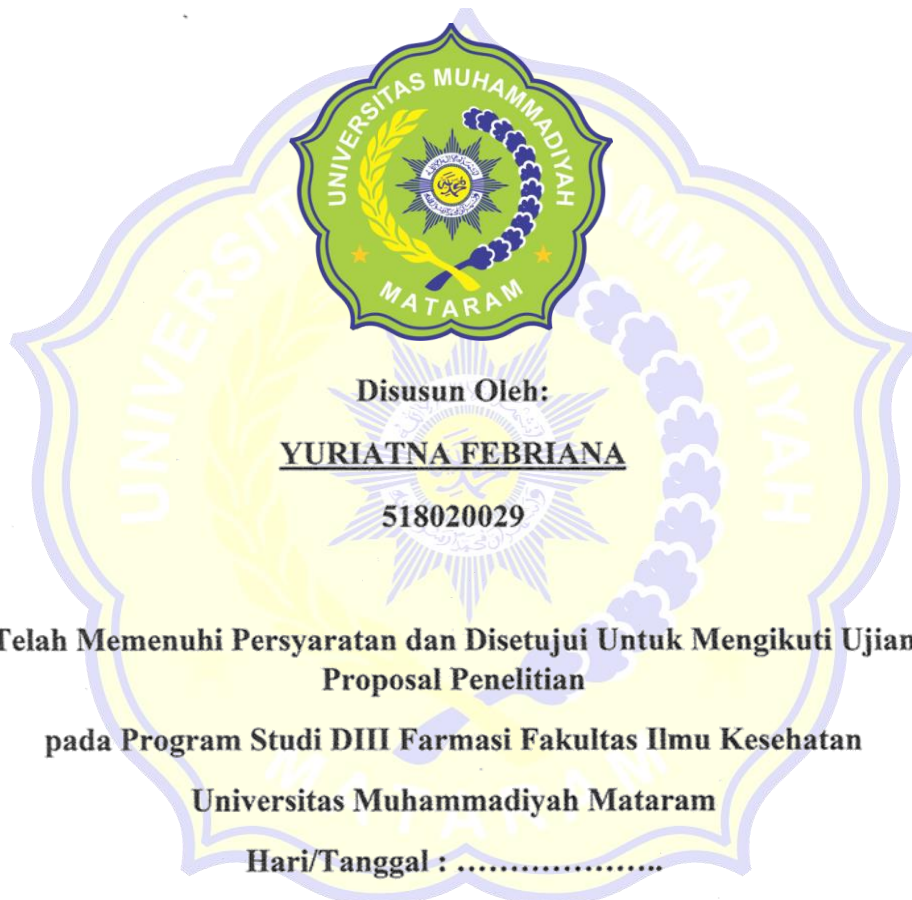 UNIVERSITAS MUHAMMADIYAH
MATARAM
Disusun Oleh:
YURIATNA FEBRIANA
518020029
Telah Memenuhi Persyaratan dan Disetujui Untuk Mengikuti Ujian
Proposal Penelitian
pada Program Studi DIII Farmasi Fakultas Ilmu Kesehatan
Universitas Muhammadiyah Mataram
Hari/Tanggal : .....................